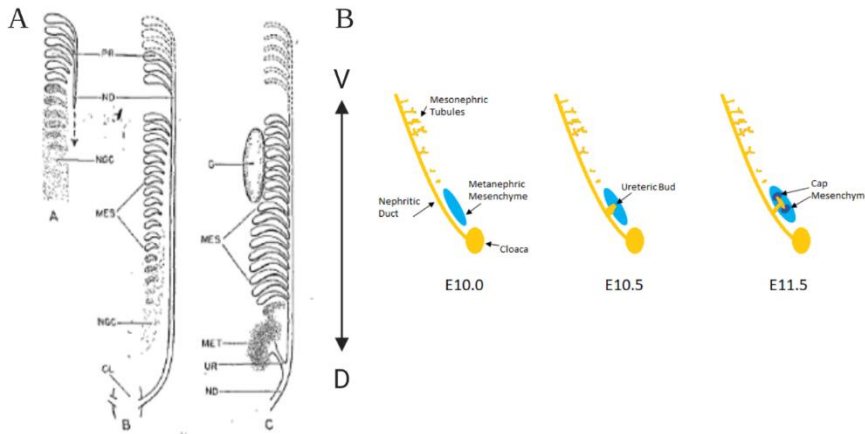 A
B
PR
ND
NGC
A
MES
NGC
CL
B
G
MES
MET
UR
ND
C
V
D
Mesonephric
Tubules
Metanephric
Mesenchyme
Nephritic
Duct
Cloaca
E10.0
Ureteric Bud
E10.5
Cap
Mesenchym
E11.5